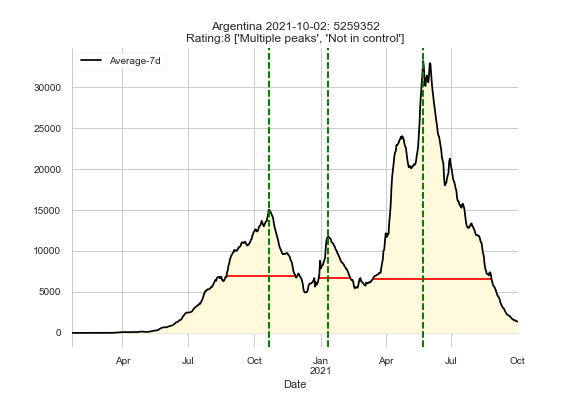 Argentina 2021-10-02: 5259352
Rating:8 ['Multiple peaks', 'Not in control']
Average-7d
30000
25000
20000
15000
10000
5000
0
Apr Jul Oct Jan Apr Jul Oct
2021
Date